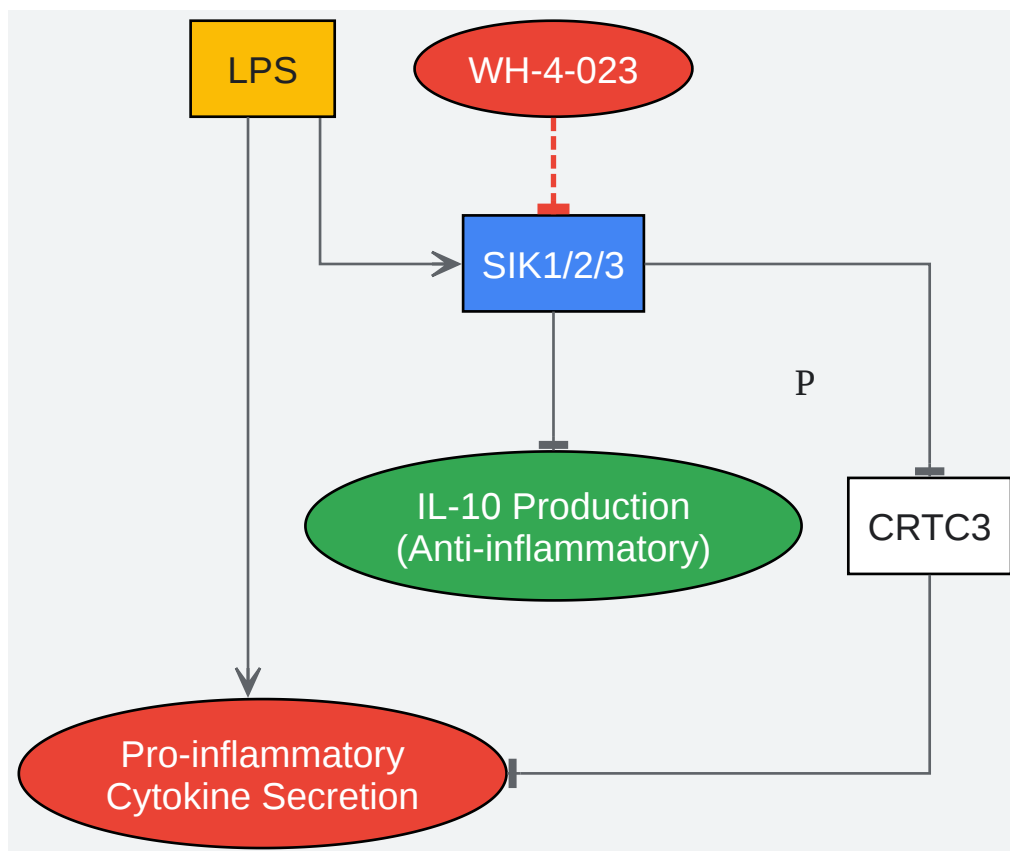 LPS
WH-4-023
SIK1/2/3
P
IL-10 Production
(Anti-inflammatory)
CRTC3
Pro-inflammatory
Cytokine Secretion